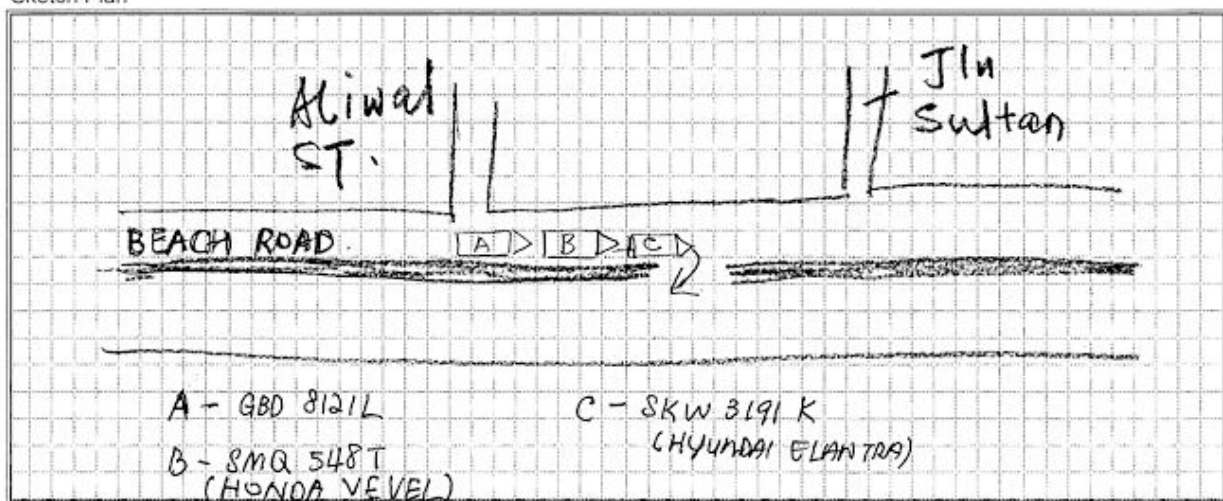 Sketch Plan
Aliwal
ST.
Jln
Sultan
BEACH ROAD.
A
B
C
A - GBD 8121L
B - SMQ 548T
(HONDA VEVEL)
C - SKW 3191 K
(HYUNDAI ELANTRA)